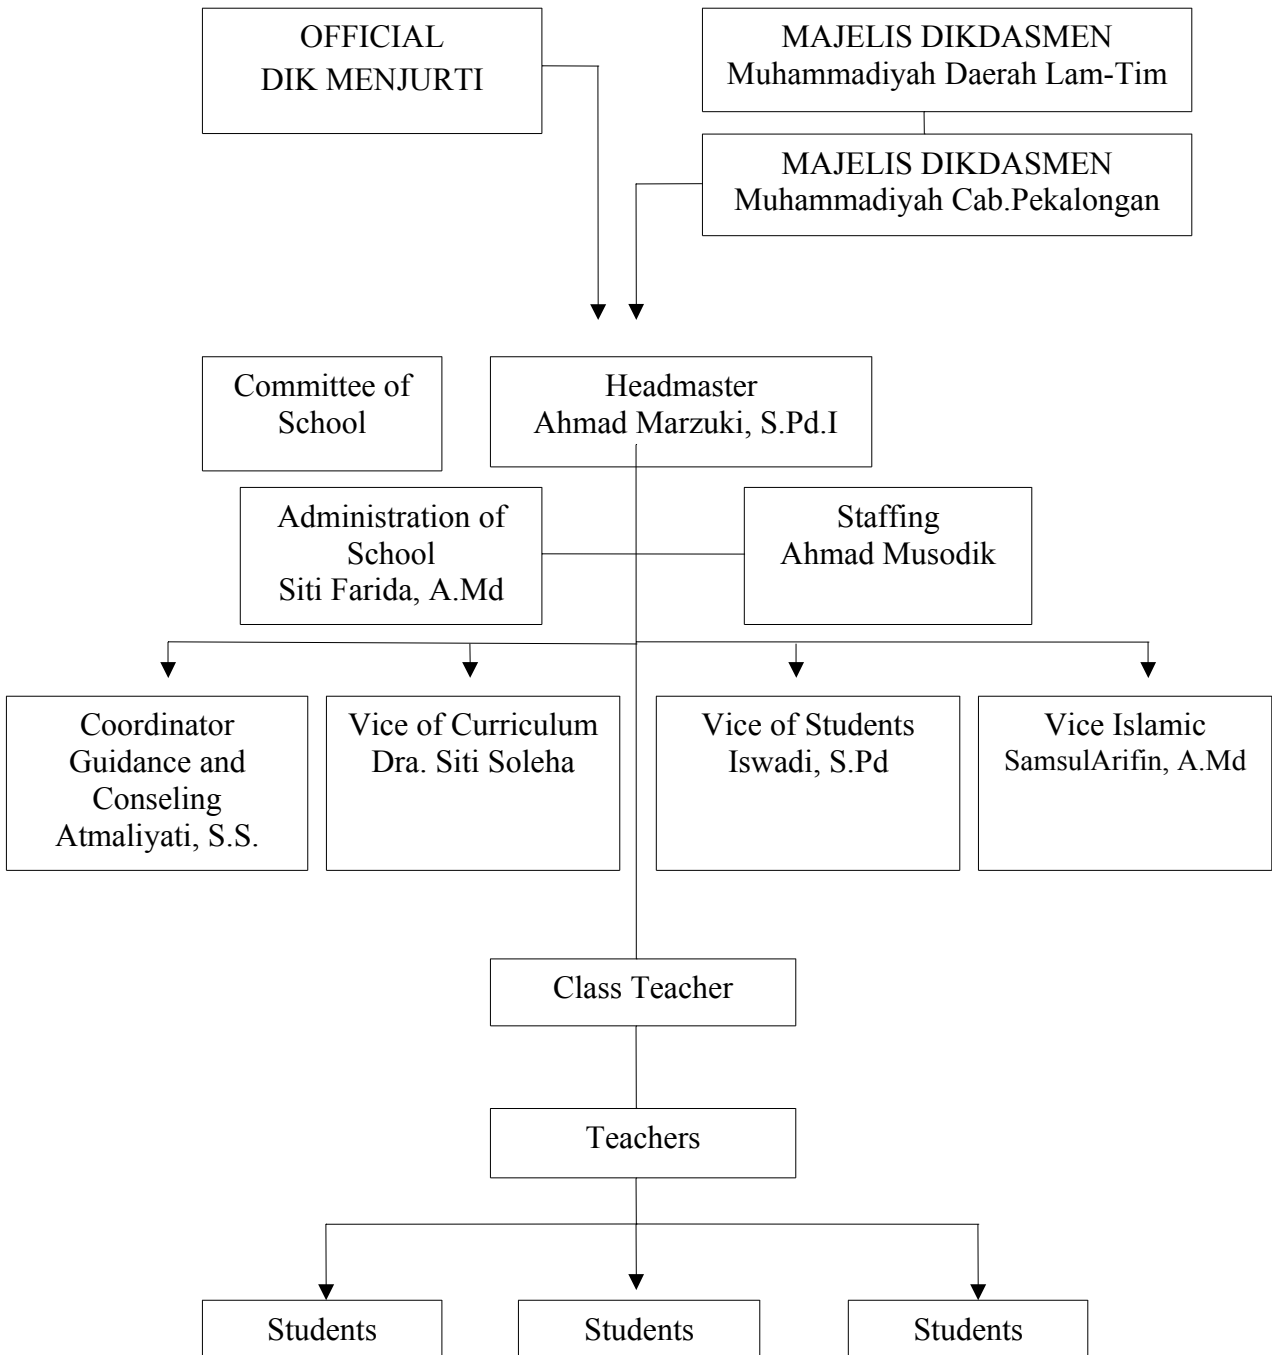 OFFICIAL
DIK MENJURTI
MAJELIS DIKDASMEN
Muhammadiyah Daerah Lam-Tim
MAJELIS DIKDASMEN
Muhammadiyah Cab.Pekalongan
Committee of
School
Headmaster
Ahmad Marzuki, S.Pd.I
Administration of
School
Siti Farida, A.Md
Staffing
Ahmad Musodik
Coordinator
Guidance and
Conseling
Atmaliyati, S.S.
Vice of Curriculum
Dra. Siti Soleha
Vice of Students
Iswadi, S.Pd
Vice Islamic
SamsulArifin, A.Md
Class Teacher
Teachers
Students
Students
Students